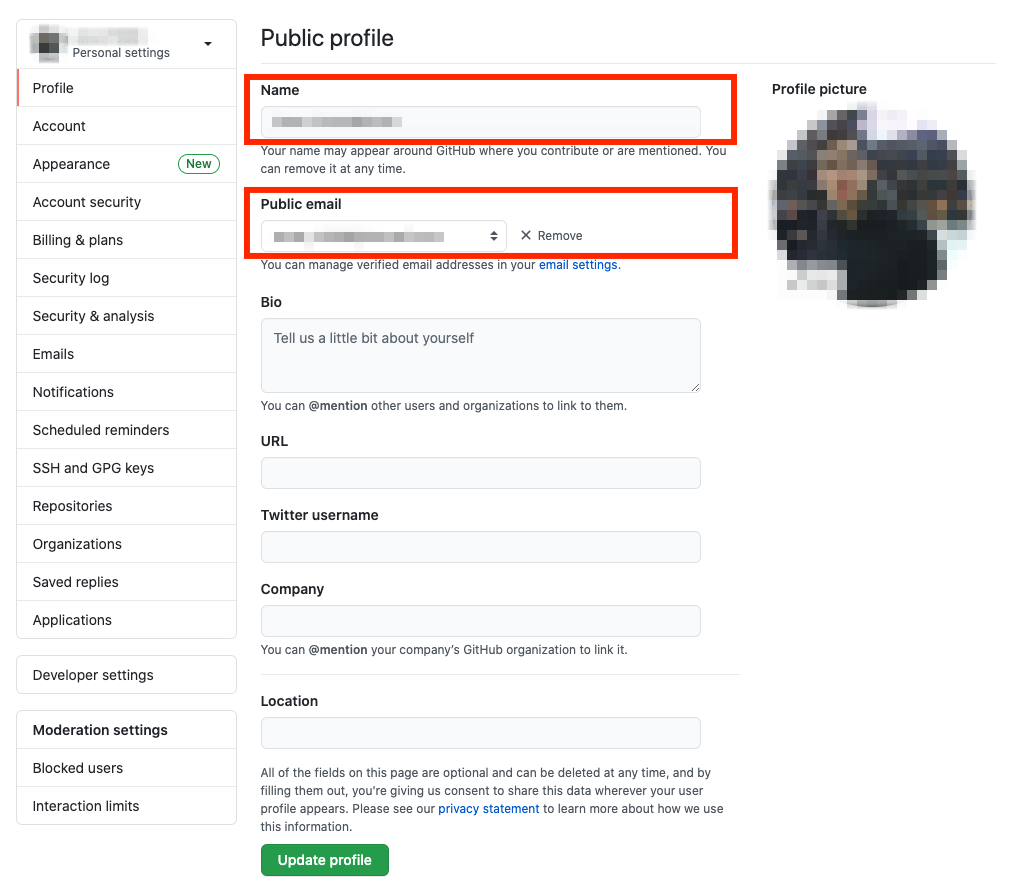 Personal settings
Profile
Account
Appearance New
Account security
Billing & plans
Security log
Security & analysis
Emails
Notifications
Scheduled reminders
SSH and GPG keys
Repositories
Organizations
Saved replies
Applications
Developer settings
Moderation settings
Blocked users
Interaction limits
Public profile
Name
Your name may appear around GitHub where you contribute or are mentioned. You
can remove it at any time.
Public email
Remove
You can manage verified email addresses in your email settings.
Bio
Tell us a little bit about yourself
You can @mention other users and organizations to link to them.
URL
Twitter username
Company
You can @mention your company's GitHub organization to link it.
Location
All of the fields on this page are optional and can be deleted at any time, and by
filling them out, you're giving us consent to share this data wherever your user
profile appears. Please see our privacy statement to learn more about how we use
this information.
Update profile
Profile picture